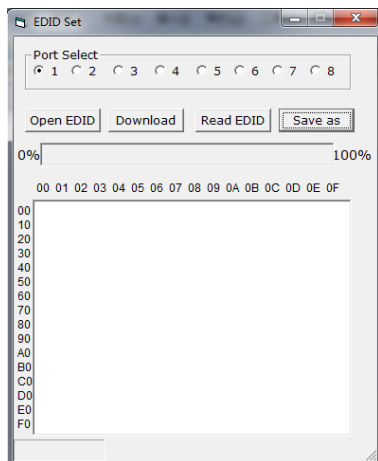 EDID Set
Port Select
1 2 3 4 5 6 7 8
Open EDID Download Read EDID Save as
0% 100%
00 01 02 03 04 05 06 07 08 09 0A 0B 0C 0D 0E 0F
00
10
20
30
40
50
60
70
80
90
A0
B0
C0
D0
E0
F0